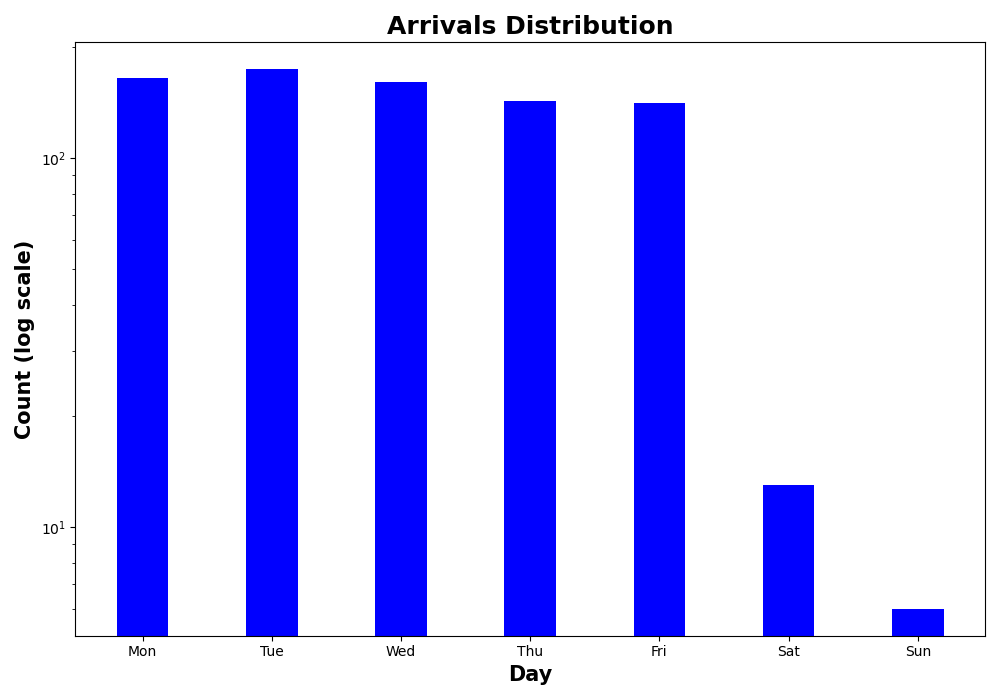 Arrivals Distribution
Count (log scale)
10²
10¹
Mon Tue Wed Thu Fri Sat Sun
Day